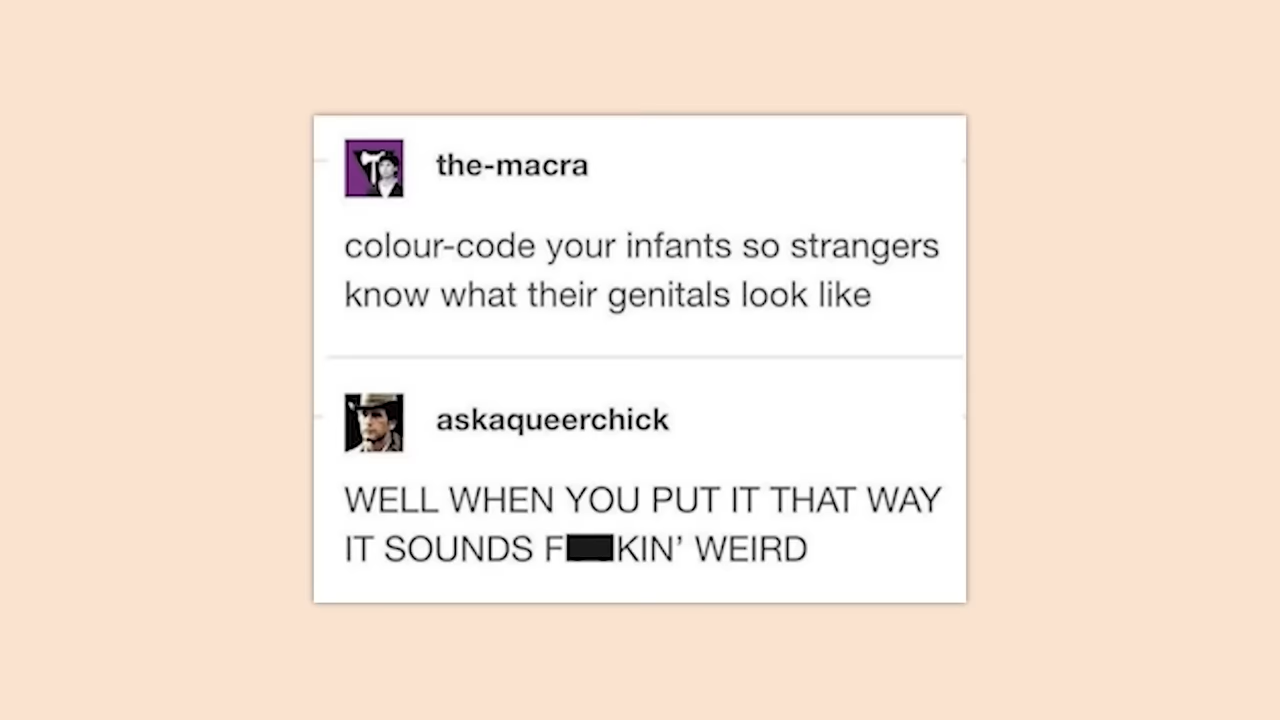 the-macra
colour-code your infants so strangers
know what their genitals look like
askaqueerchick
WELL WHEN YOU PUT IT THAT WAY
IT SOUNDS F██KIN’ WEIRD